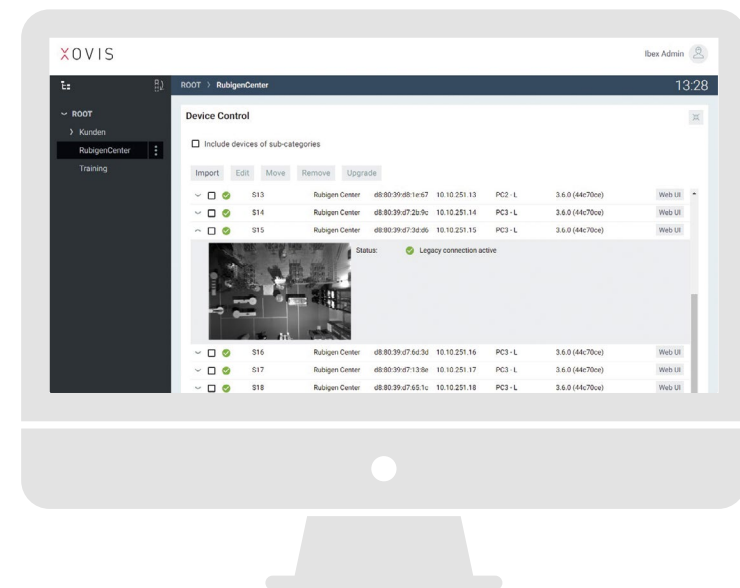 XOVIS
Ibex Admin
ROOT > RubigenCenter 13:28
ROOT
Kunden
RubigenCenter
Training
Device Control
Include devices of sub-categories
Import Edit Move Remove Upgrade
S13 Rubigen Center d8:80:39:d8:1e:67 10.10.251.13 PC2 - L 3.6.0 (44c70ce) Web UI
S14 Rubigen Center d8:80:39:d7:2b:9c 10.10.251.14 PC3 - L 3.6.0 (44c70ce) Web UI
S15 Rubigen Center d8:80:39:d7:3d:d6 10.10.251.15 PC3 - L 3.6.0 (44c70ce) Web UI
Status: Legacy connection active
S16 Rubigen Center d8:80:39:d7:6d:3d 10.10.251.16 PC3 - L 3.6.0 (44c70ce) Web UI
S17 Rubigen Center d8:80:39:d7:13:8e 10.10.251.17 PC3 - L 3.6.0 (44c70ce) Web UI
S18 Rubigen Center d8:80:39:d7:65:1c 10.10.251.18 PC3 - L 3.6.0 (44c70ce) Web UI